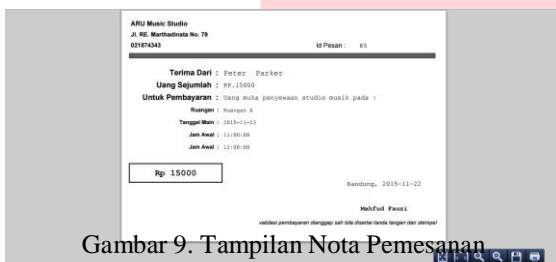 ARU Music Studio
Jl. RE. Marthadinata No. 79
021874343
Id Pesan : 85
Terima Dari : Peter Parker
Uang Sejumlah : RP.15000
Untuk Pembayaran : Uang muka penyewaan studio musik pada :
Ruangan : Ruangan A
Tanggal Main : 2015-11-23
Jam Awal : 11:00:00
Jam Awal : 12:00:00
Rp 15000
Bandung, 2015-11-22
Mahfud Fauzi
validasi pembayaran dianggap sah bila disertai tanda tangan dan stempel
Gambar 9. Tampilan Nota Pemesanan